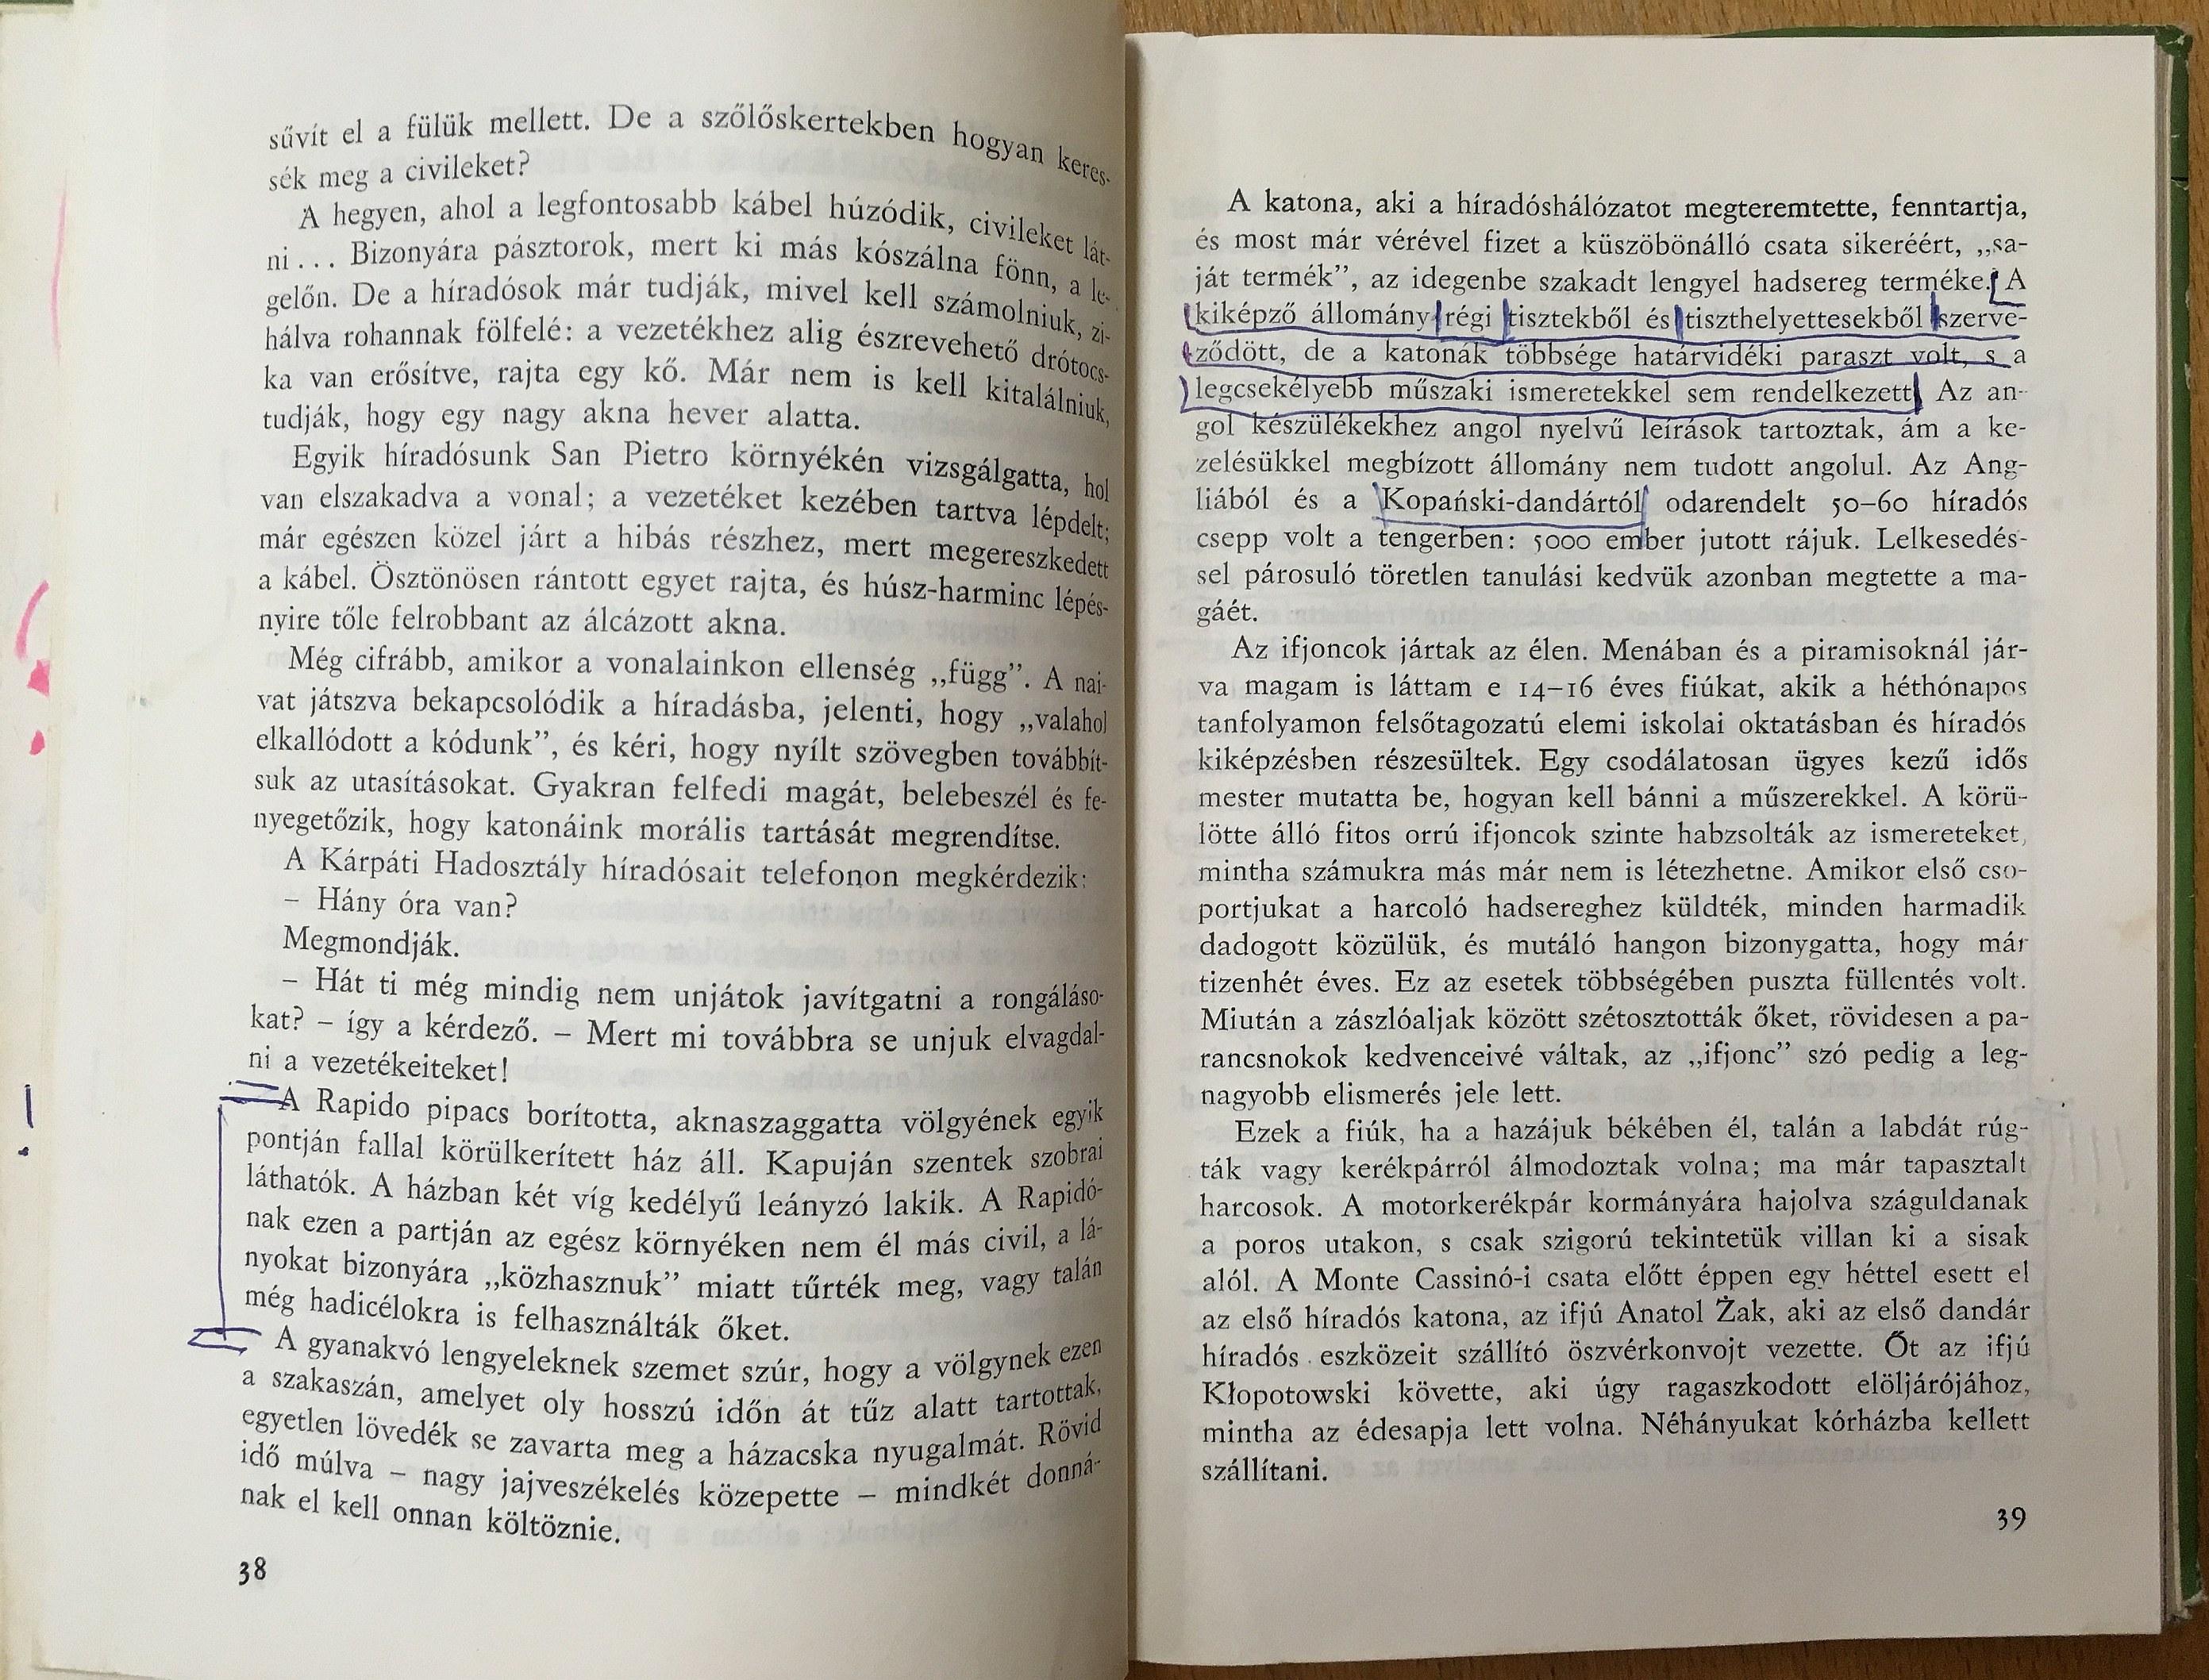 süvít el a fülük mellett. De a szőlőskertekben hogyan keres-
sék meg a civileket?
A hegyen, ahol a legfontosabb kábel húzódik, civileket lát-
ni... Bizonyára pásztorok, mert ki más kószálna fönn, a le-
gelőn. De a híradósok már tudják, mivel kell számolniuk, zi-
hálva rohannak fölfelé: a vezetékhez alig észrevehető drótocs-
ka van erősítve, rajta egy kő. Már nem is kell kitalálniuk,
tudják, hogy egy nagy akna hever alatta.
Egyik híradósunk San Pietro környékén vizsgálgatta, hol
van elszakadva a vonal; a vezetéket kezében tartva lépdelt;
már egészen közel járt a hibás részhez, mert megereszkedett
a kábel. Ösztönösen rántott egyet rajta, és húsz-harminc lépés-
nyire tőle felrobbant az álcázott akna.
Még cifrább, amikor a vonalainkon ellenség „függ”. A nai-
vat játszva bekapcsolódik a híradásba, jelenti, hogy „valahol
elkallódott a kódunk”, és kéri, hogy nyílt szövegben továbbít-
suk az utasításokat. Gyakran felfedi magát, belebeszél és fe-
nyegetőzik, hogy katonáink morális tartását megrendítse.
A Kárpáti Hadosztály híradósait telefonon megkérdezik:
– Hány óra van?
Megmondják.
– Hát ti még mindig nem unjátok javítgatni a rongáláso-
kat? – így a kérdező. – Mert mi továbbra se unjuk elvagdal-
ni a vezetékeiteket!
A Rapido pipacs borította, aknaszaggatta völgyének egyik
pontján fallal körülkerített ház áll. Kapuján szentek szobrai
láthatók. A házban két víg kedélyű leányzó lakik. A Rapidó-
nak ezen a partján az egész környéken nem él más civil, a lá-
nyokat bizonyára „közhasznuk” miatt tűrték meg, vagy talán
még hadicélokra is felhasználták őket.
A gyanakvó lengyeleknek szemet szúr, hogy a völgynek ezen
a szakaszán, amelyet oly hosszú időn át tűz alatt tartottak,
egyetlen lövedék se zavarta meg a házacska nyugalmát. Rövid
idő múlva – nagy jajveszékelés közepette – mindkét donná-
nak el kell onnan költöznie.
38
A katona, aki a híradóshálózatot megteremtette, fenntartja,
és most már vérével fizet a küszöbönálló csata sikeréért, „sa-
ját termék”, az idegenbe szakadt lengyel hadsereg terméke. A
kiképző állomány régi tisztekből és tiszthelyettesekből szerve-
ződött, de a katonák többsége határvidéki paraszt volt, s a
legcsekélyebb műszaki ismeretekkel sem rendelkezett. Az an-
gol készülékekhez angol nyelvű leírások tartoztak, ám a ke-
zelésükkel megbízott állomány nem tudott angolul. Az Ang-
liából és a Kopański-dandártól odarendelt 50–60 híradós
csepp volt a tengerben: 5000 ember jutott rájuk. Lelkesedés-
sel párosuló töretlen tanulási kedvük azonban megtette a ma-
gáét.
Az ifjoncok jártak az élen. Menában és a piramisoknál jár-
va magam is láttam e 14–16 éves fiúkat, akik a héthónapos
tanfolyamon felsőtagozatú elemi iskolai oktatásban és híradós
kiképzésben részesültek. Egy csodálatosan ügyes kezű idős
mester mutatta be, hogyan kell bánni a műszerekkel. A körü-
lötte álló fitos orrú ifjoncok szinte habzsolták az ismereteket,
mintha számukra más már nem is létezhetne. Amikor első cso-
portjukat a harcoló hadsereghez küldték, minden harmadik
dadogott közülük, és mutáló hangon bizonygatta, hogy már
tizenhét éves. Ez az esetek többségében puszta füllentés volt.
Miután a zászlóaljak között szétosztották őket, rövidesen a pa-
rancsnokok kedvenceivé váltak, az „ifjonc” szó pedig a leg-
nagyobb elismerés jele lett.
Ezek a fiúk, ha a hazájuk békében él, talán a labdát rúg-
ták vagy kerékpárról álmodoztak volna; ma már tapasztalt
harcosok. A motorkerékpár kormányára hajolva száguldanak
a poros utakon, s csak szigorú tekintetük villan ki a sisak
alól. A Monte Cassinó-i csata előtt éppen egy héttel esett el
az első híradós katona, az ifjú Anatol Żak, aki az első dandár
híradós eszközeit szállító öszvérkonvojt vezette. Őt az ifjú
Kłopotowski követte, aki úgy ragaszkodott elöljárójához,
mintha az édesapja lett volna. Néhányukat kórházba kellett
szállítani.
39